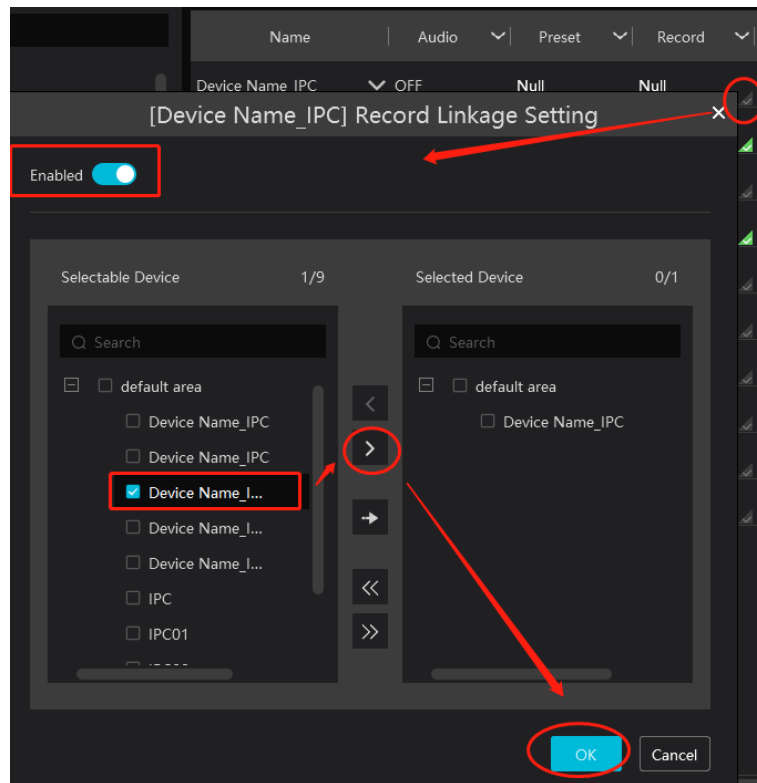 Name Audio Preset Record
Device Name_IPC OFF Null Null
[Device Name_IPC] Record Linkage Setting
Enabled
Selectable Device 1/9 Selected Device 0/1
Search Search
default area default area
Device Name_IPC Device Name_IPC
Device Name_IPC
Device Name_I...
Device Name_I...
Device Name_I...
IPC
IPC01
OK Cancel